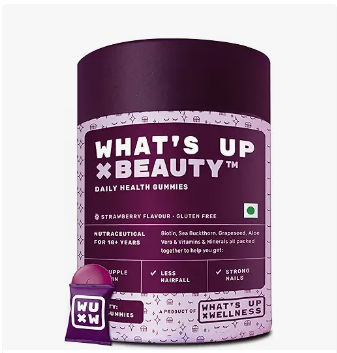 WHAT'S UP
×BEAUTY™
DAILY HEALTH GUMMIES
STRAWBERRY FLAVOUR · GLUTEN FREE
NUTRACEUTICAL
FOR 18+ YEARS
Biotin, Sea Buckthorn, Grapeseed, Aloe
Vera & Vitamins & Minerals all packed
together to help you get:
LESS
HAIRFALL
STRONG
NAILS
GUMMIES
A PRODUCT OF
WHAT'S UP
×WELLNESS
WU
×W